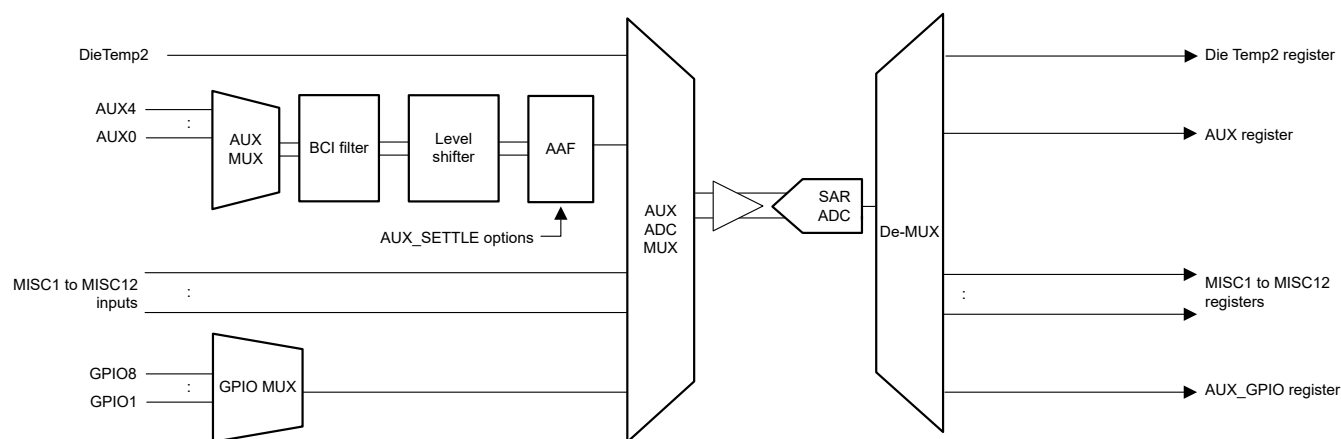 DieTemp2
AUX4
:
AUX0
AUX
MUX
BCI filter
Level
shifter
AAF
AUX_SETTLE options
MISC1 to MISC12
inputs
:
GPIO8
:
GPIO1
GPIO MUX
AUX
ADC
MUX
SAR
ADC
De-MUX
Die Temp2 register
AUX register
MISC1 to MISC12
registers
:
AUX_GPIO register